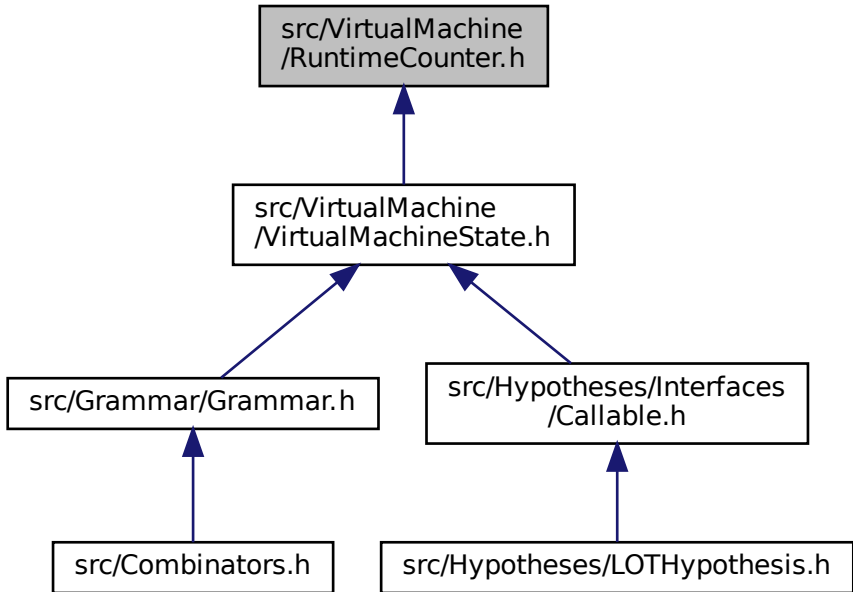 src/VirtualMachine
/RuntimeCounter.h
src/VirtualMachine
/VirtualMachineState.h
src/Grammar/Grammar.h
src/Hypotheses/Interfaces
/Callable.h
src/Combinators.h
src/Hypotheses/LOTHypothesis.h